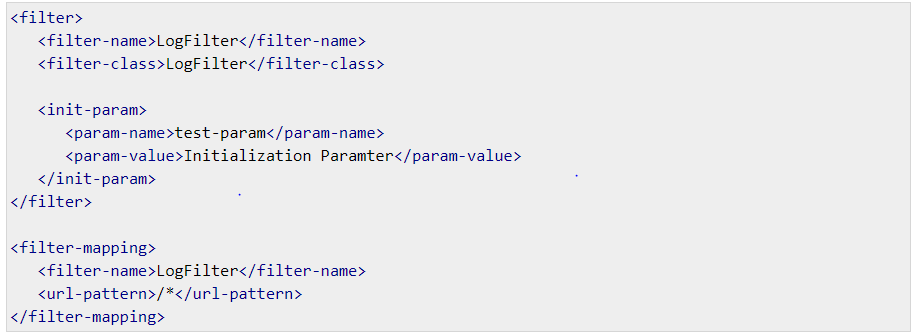 <filter>
   <filter-name>LogFilter</filter-name>
   <filter-class>LogFilter</filter-class>

   <init-param>
      <param-name>test-param</param-name>
      <param-value>Initialization Paramter</param-value>
   </init-param>
</filter>

<filter-mapping>
   <filter-name>LogFilter</filter-name>
   <url-pattern>/*</url-pattern>
</filter-mapping>